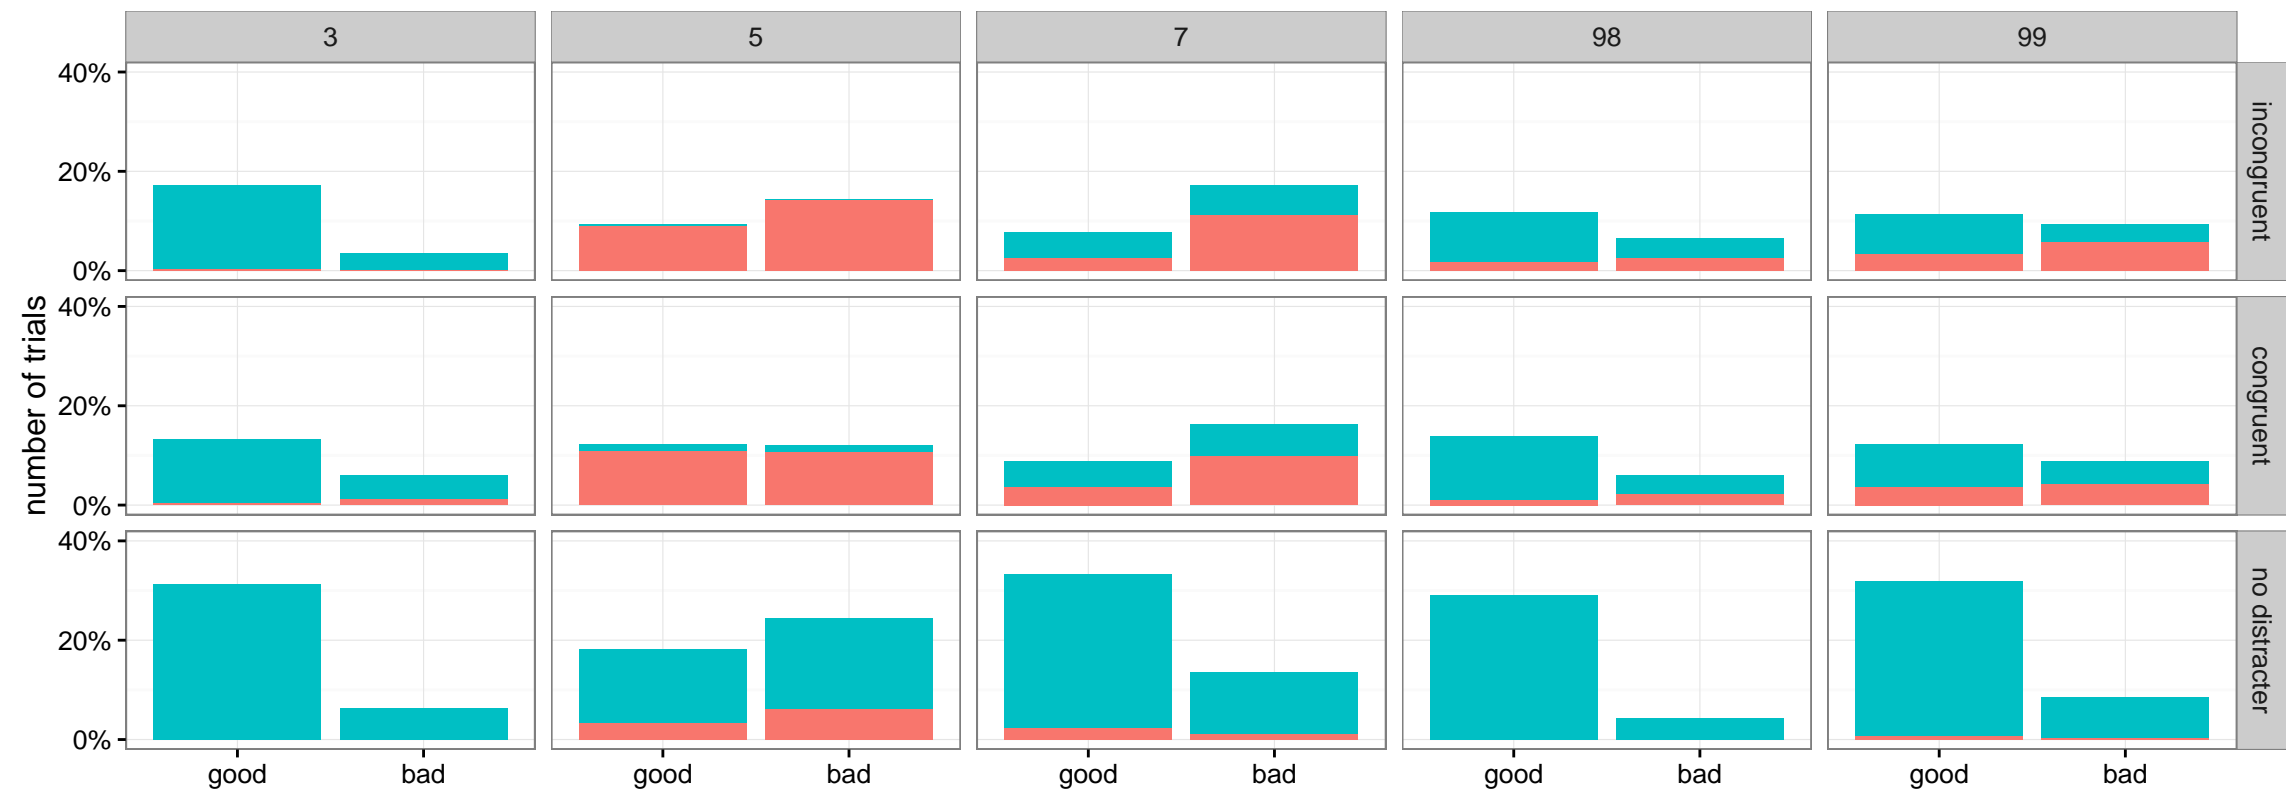 3 5 7 98 99
40%
20%
0%
incongruent
number of trials
40%
20%
0%
congruent
40%
20%
0%
no distracter
good bad good bad good bad good bad good bad